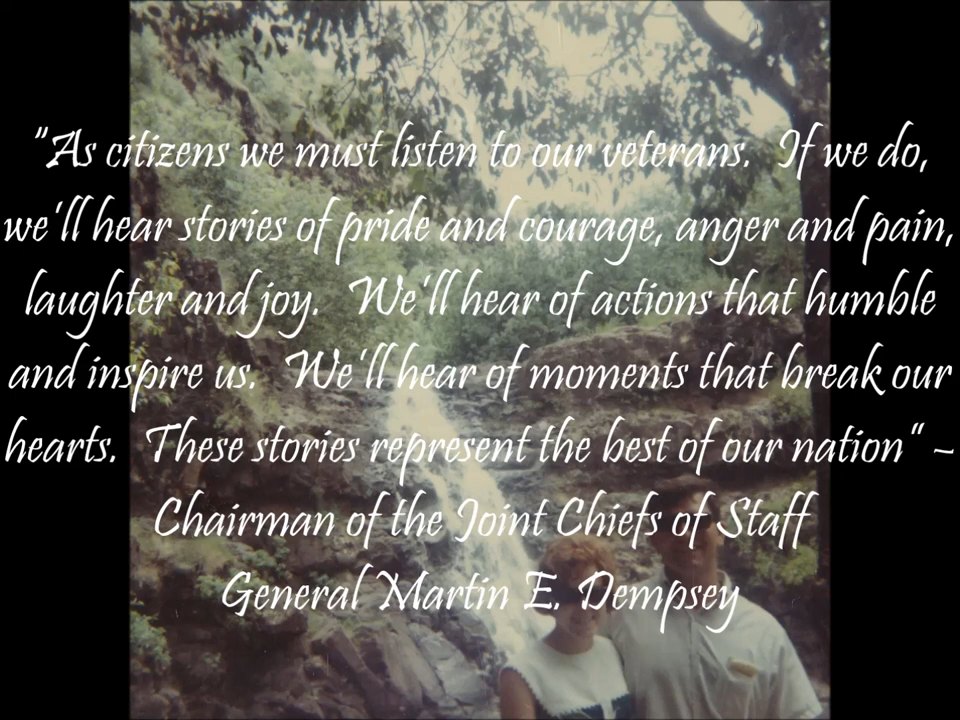 "As citizens we must listen to our veterans. If we do,
we'll hear stories of pride and courage, anger and pain,
laughter and joy. We'll hear of actions that humble
and inspire us. We'll hear of moments that break our
hearts. These stories represent the best of our nation" –
Chairman of the Joint Chiefs of Staff
General Martin E. Dempsey